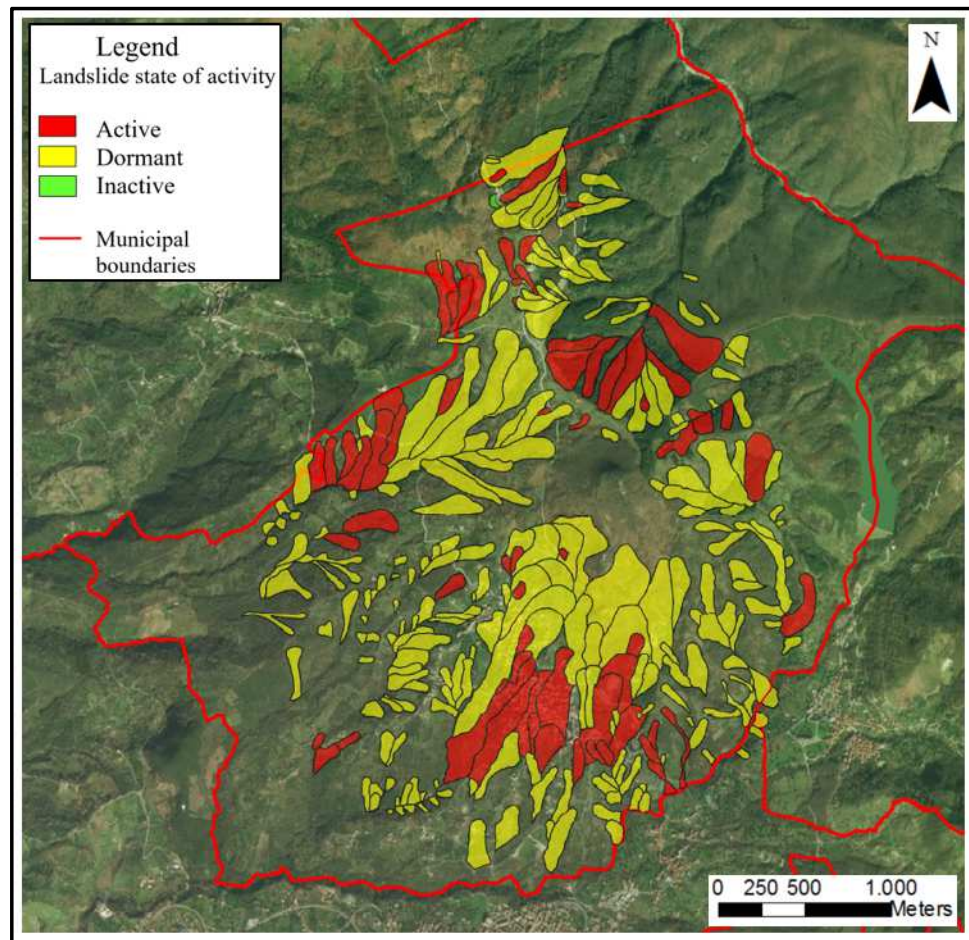 Legend
Landslide state of activity
Active
Dormant
Inactive
Municipal
boundaries
N
0 250 500 1.000
Meters